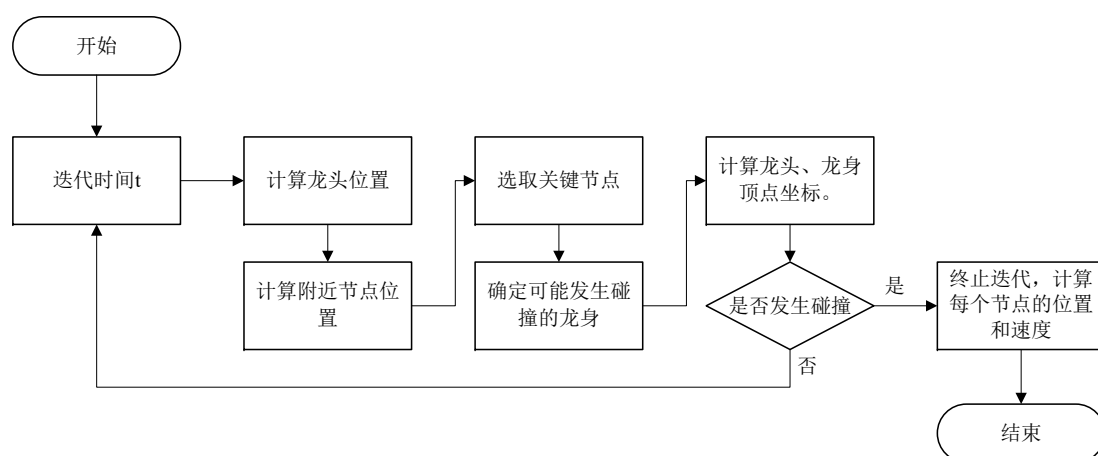 开始
迭代时间t
计算龙头位置
计算附近节点位
置
选取关键节点
确定可能发生碰
撞的龙身
计算龙头、龙身
顶点坐标。
是否发生碰撞
是
否
终止迭代，计算
每个节点的位置
和速度
结束